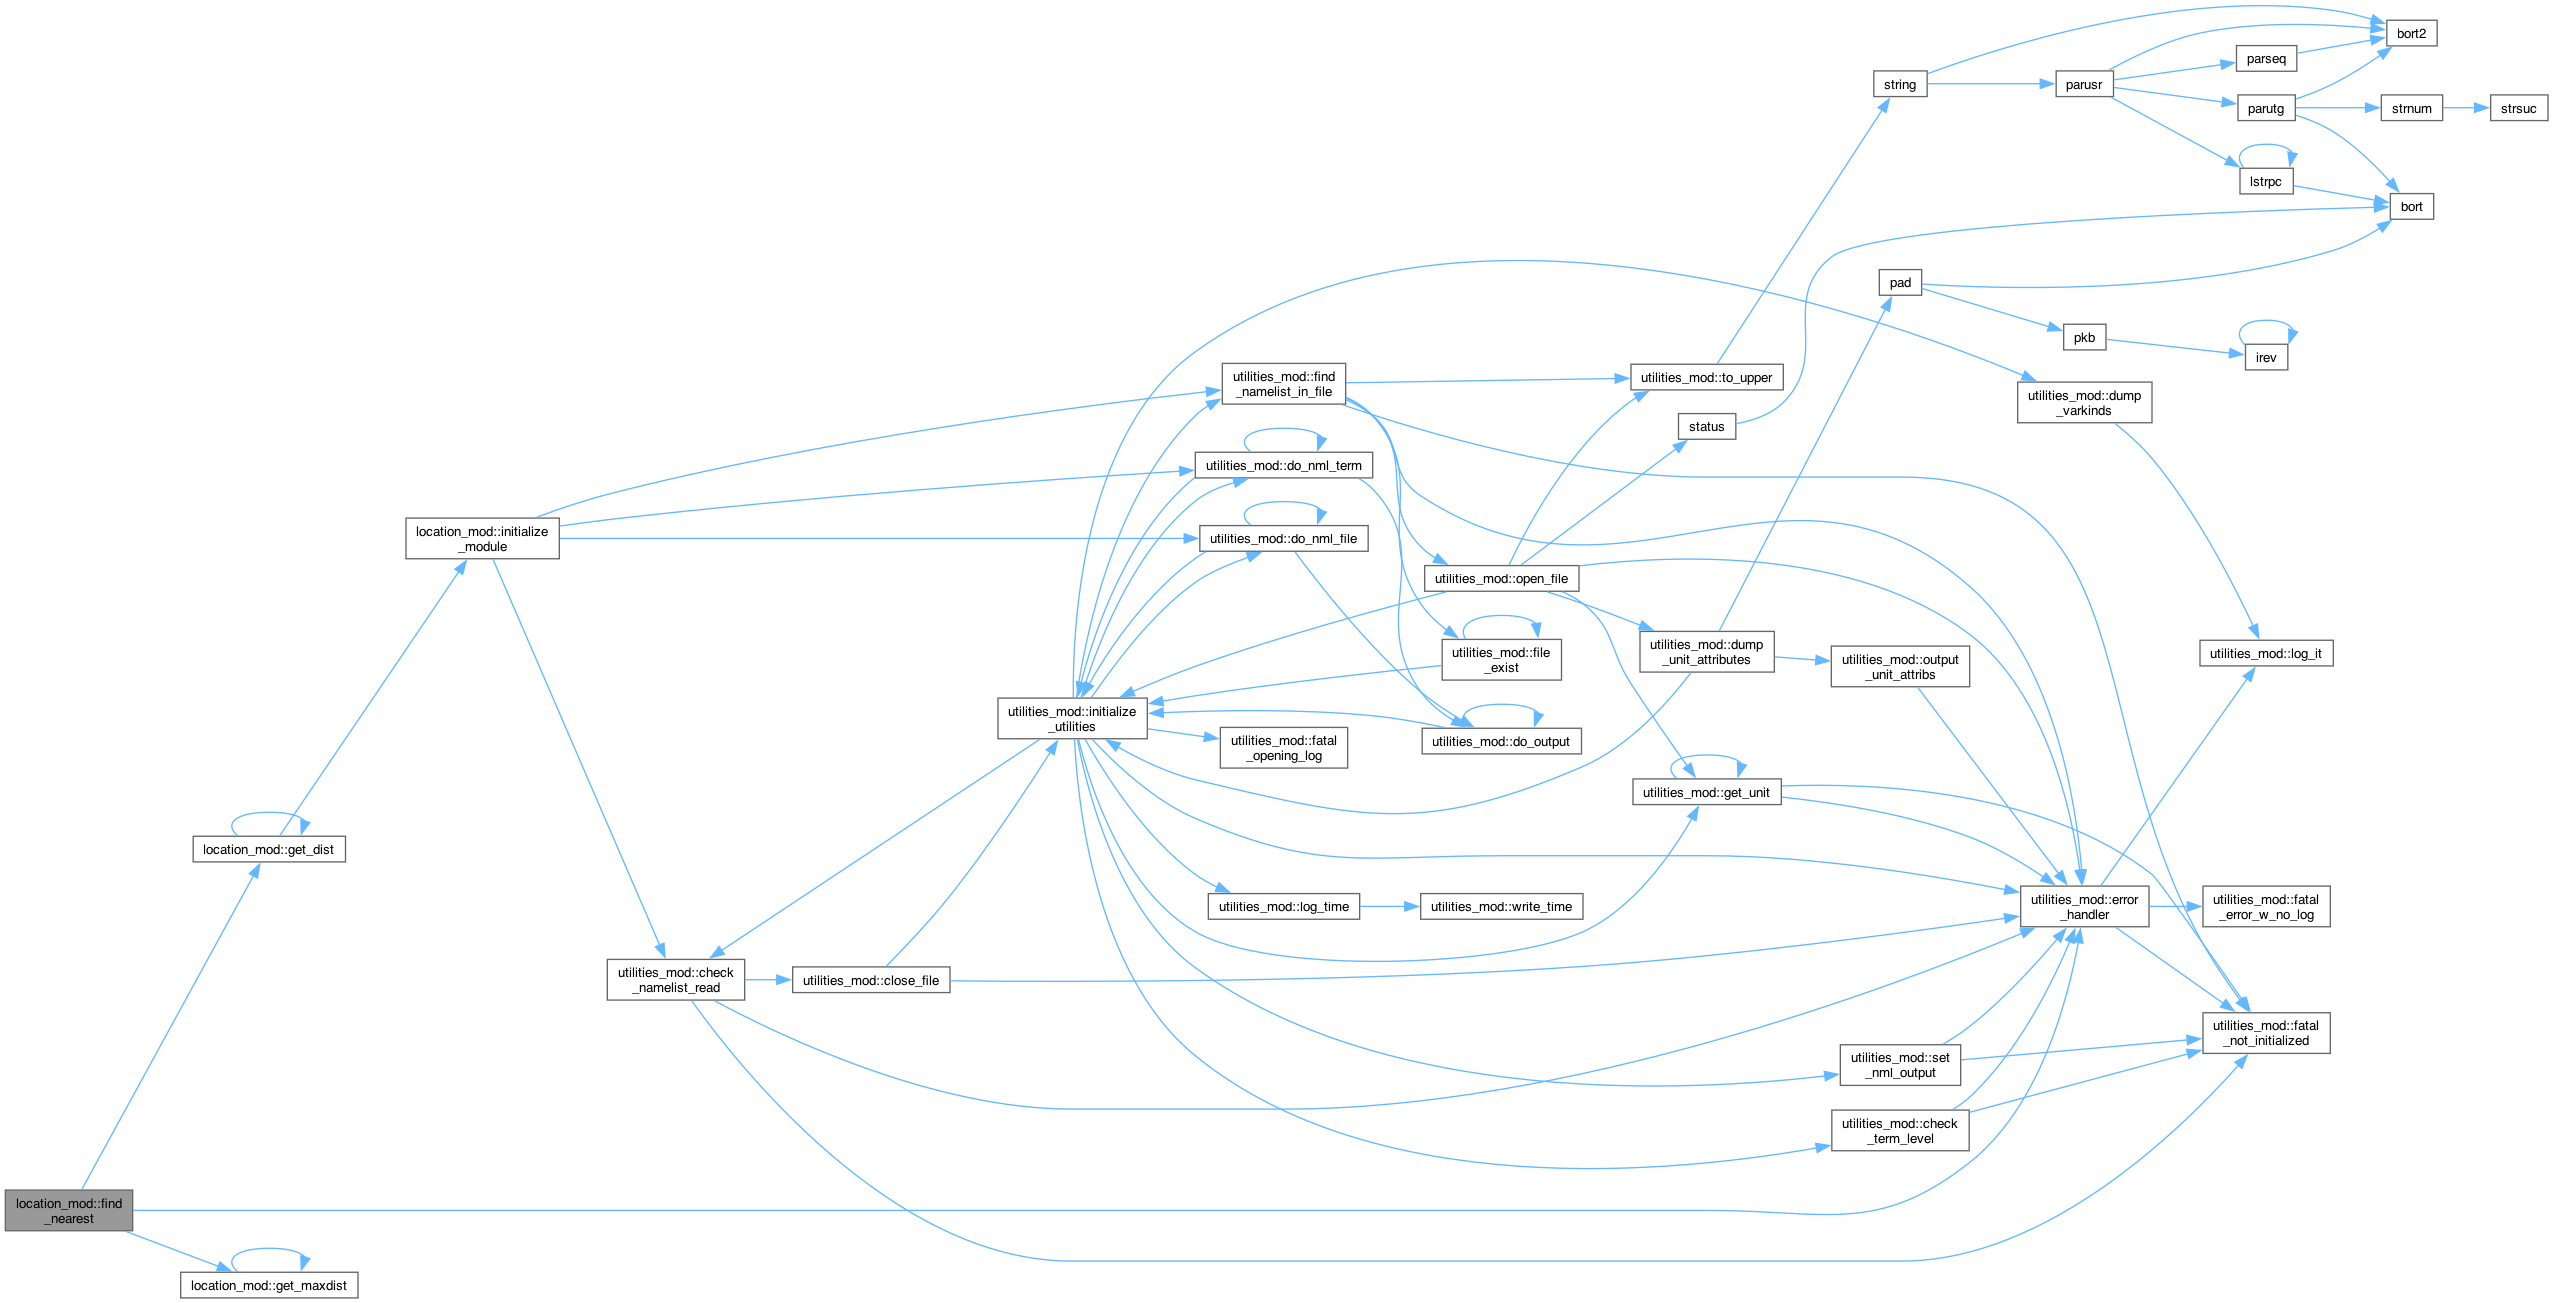 location_mod::find
_nearest
location_mod::get_dist
location_mod::initialize
_module
utilities_mod::check
_namelist_read
utilities_mod::close_file
utilities_mod::initialize
_utilities
utilities_mod::find
_namelist_in_file
utilities_mod::do_nml_term
utilities_mod::do_nml_file
utilities_mod::fatal
_opening_log
utilities_mod::log_time
utilities_mod::write_time
utilities_mod::open_file
utilities_mod::file
_exist
utilities_mod::do_output
utilities_mod::to_upper
status
utilities_mod::dump
_unit_attributes
utilities_mod::get_unit
string
pad
utilities_mod::output
_unit_attribs
utilities_mod::set
_nml_output
utilities_mod::check
_term_level
parusr
pkb
utilities_mod::dump
_varkinds
utilities_mod::error
_handler
bort2
parseq
parutg
strnum
strsuc
lstrpc
bort
irev
utilities_mod::log_it
utilities_mod::fatal
_error_w_no_log
utilities_mod::fatal
_not_initialized
location_mod::get_maxdist